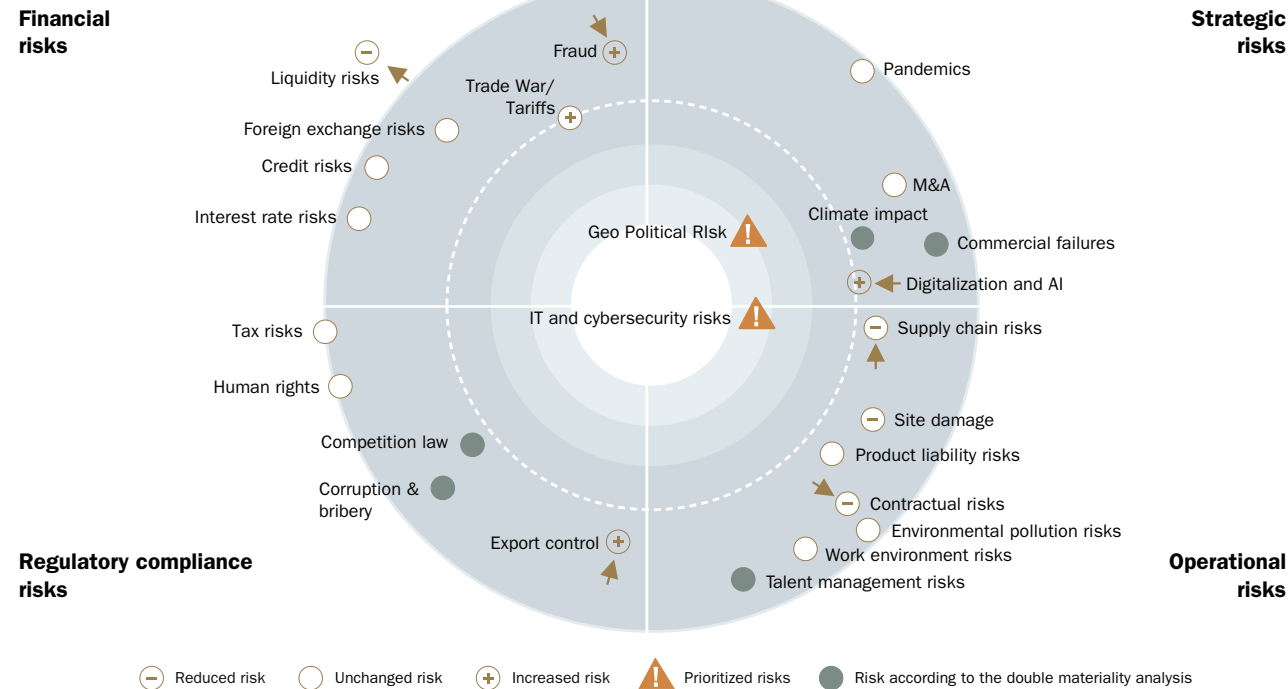 Financial
risks
Strategic
risks
Fraud
Liquidity risks
Trade War/
Tariffs
Pandemics
Foreign exchange risks
Credit risks
Interest rate risks
M&A
Climate impact
Commercial failures
Geo Political RIsk
Digitalization and AI
IT and cybersecurity risks
Tax risks
Supply chain risks
Human rights
Site damage
Competition law
Product liability risks
Corruption &
bribery
Contractual risks
Environmental pollution risks
Export control
Work environment risks
Talent management risks
Regulatory compliance
risks
Operational
risks
Reduced risk
Unchanged risk
Increased risk
Prioritized risks
Risk according to the double materiality analysis